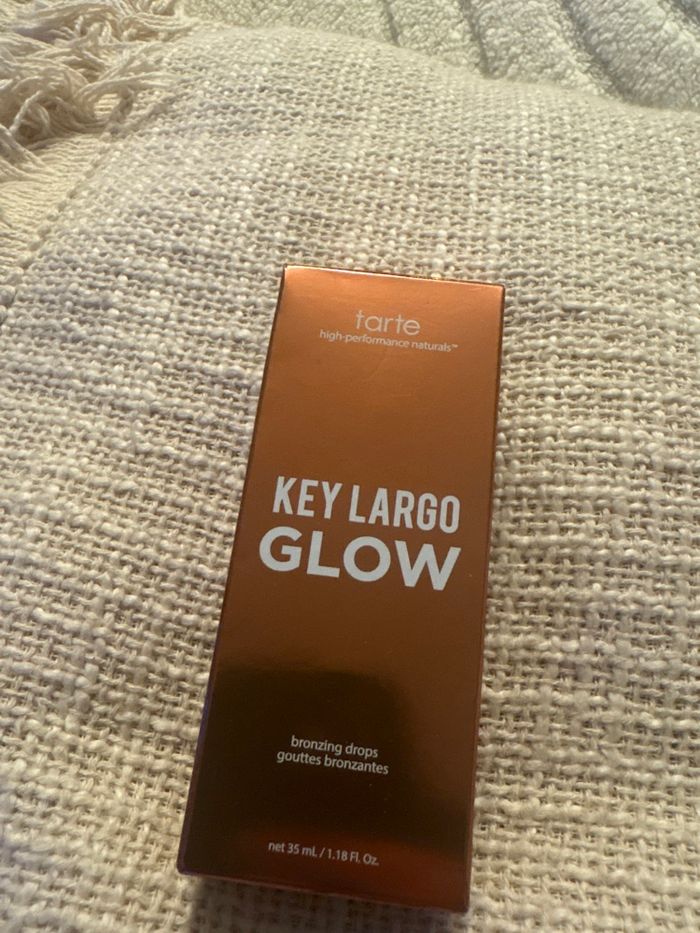 tarte
high-performance naturals™
KEY LARGO
GLOW
bronzing drops
gouttes bronzantes
net 35 mL / 1.18 Fl. Oz.